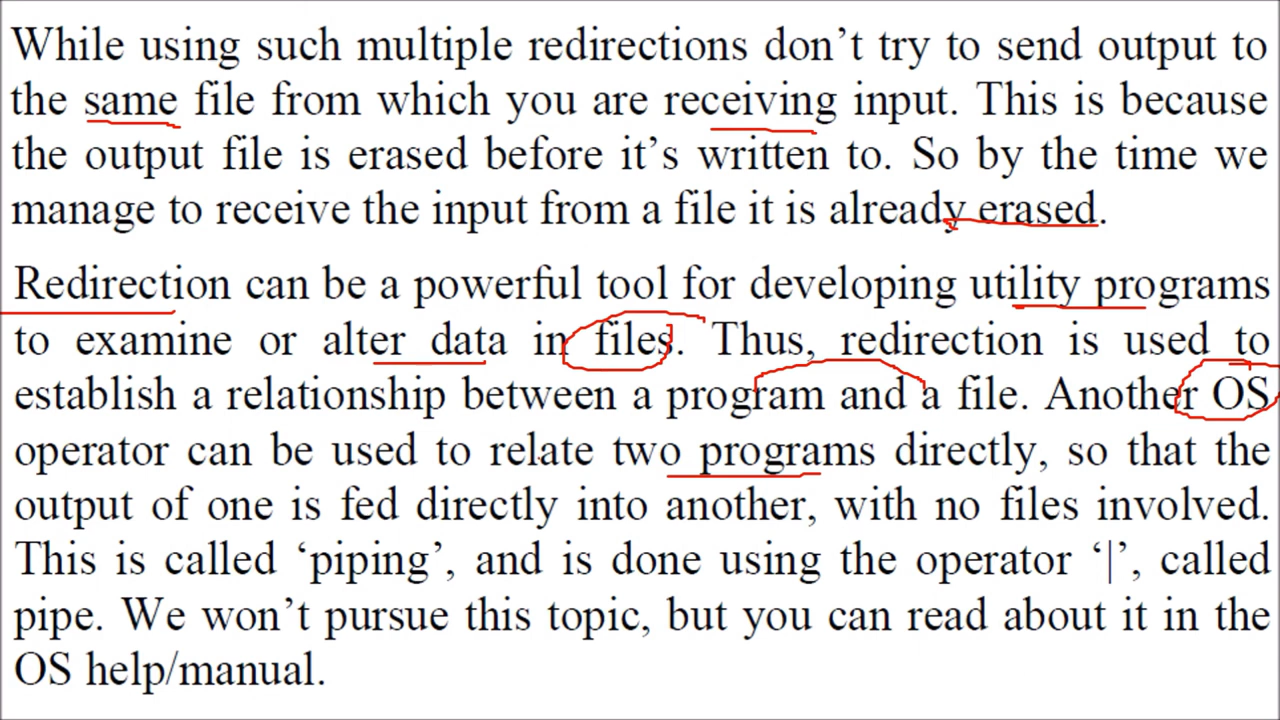 While using such multiple redirections don’t try to send output to
the same file from which you are receiving input. This is because
the output file is erased before it’s written to. So by the time we
manage to receive the input from a file it is already erased.
Redirection can be a powerful tool for developing utility programs
to examine or alter data in files. Thus, redirection is used to
establish a relationship between a program and a file. Another OS
operator can be used to relate two programs directly, so that the
output of one is fed directly into another, with no files involved.
This is called ‘piping’, and is done using the operator ‘|’, called
pipe. We won’t pursue this topic, but you can read about it in the
OS help/manual.